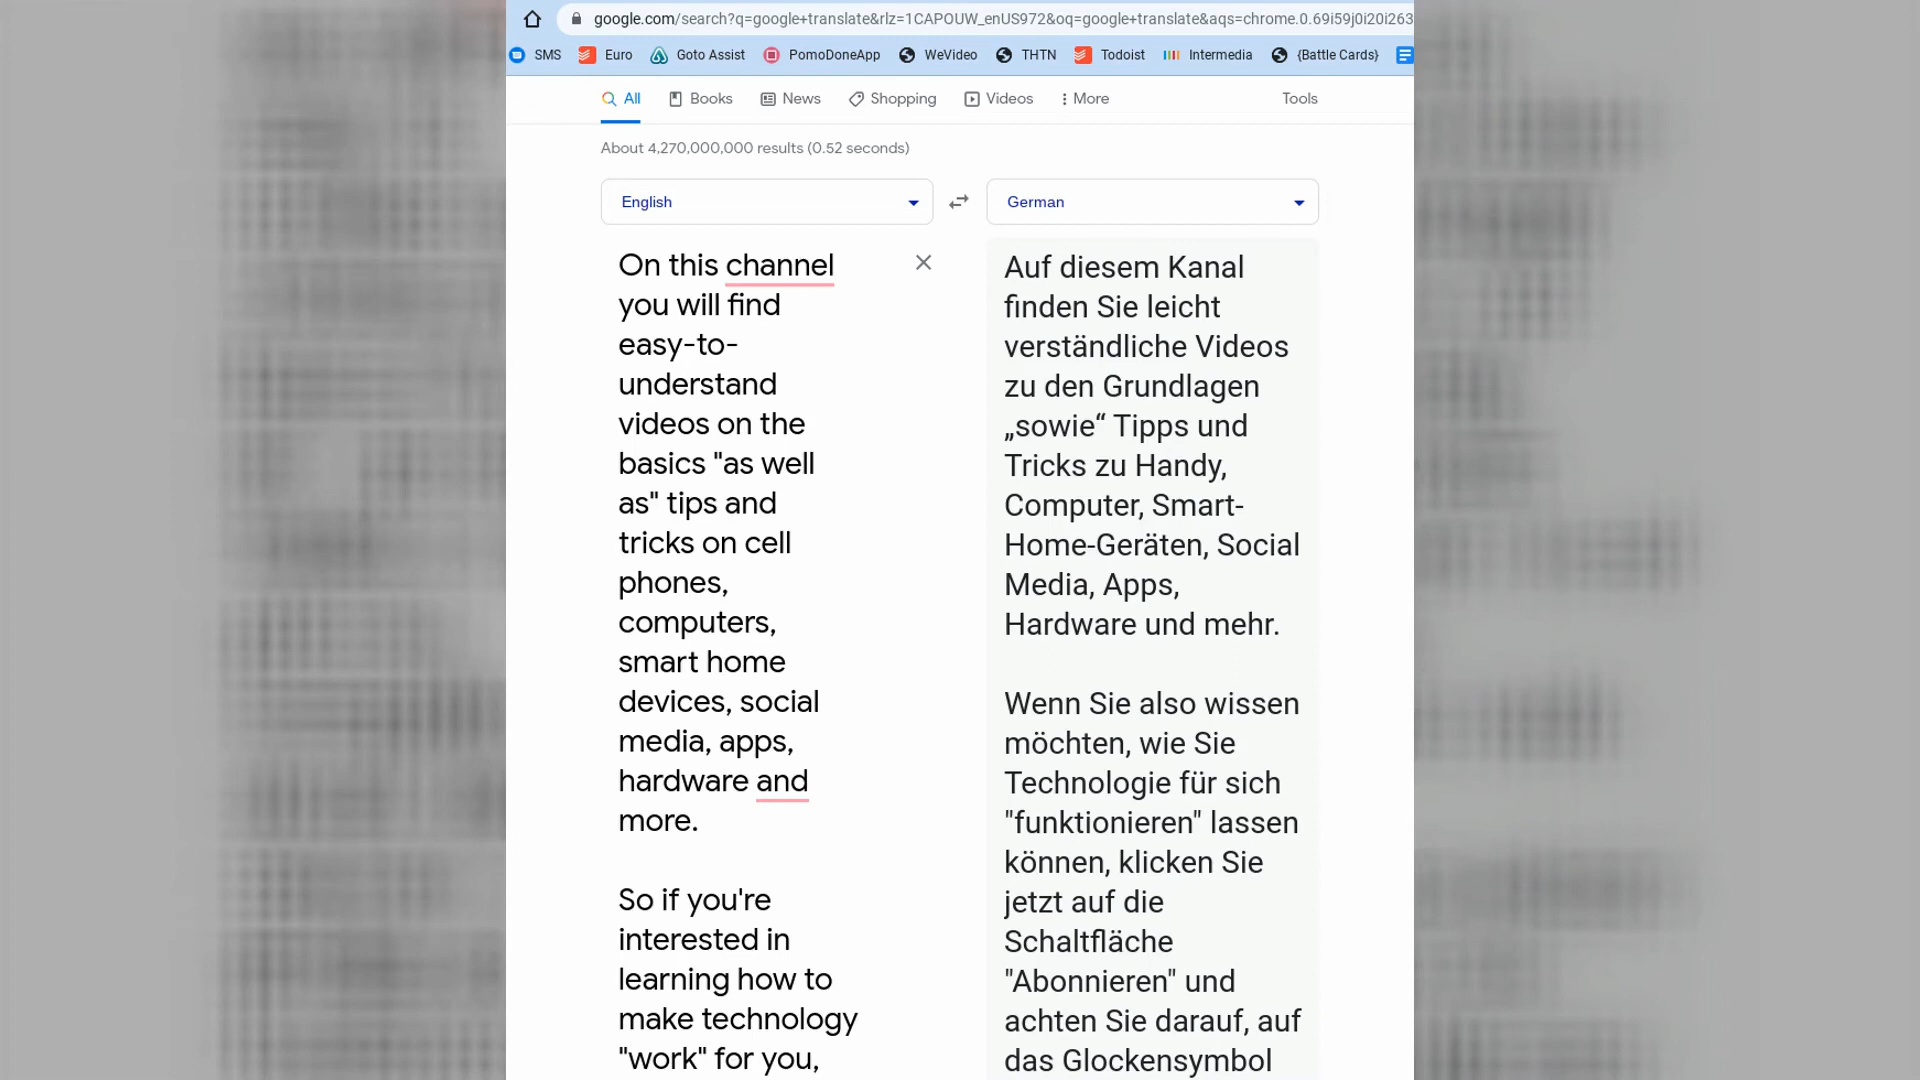 google.com/search?q=google+translate&rlz=1CAPOUW_enUS972&oq=google+translate&aqs=chrome.0.69i59j0i20i263
SMS Euro Goto Assist PomoDoneApp WeVideo THTN Todoist Intermedia {Battle Cards}
All Books News Shopping Videos More Tools
About 4,270,000,000 results (0.52 seconds)
English German
On this channel
you will find
easy-to-
understand
videos on the
basics "as well
as" tips and
tricks on cell
phones,
computers,
smart home
devices, social
media, apps,
hardware and
more.
So if you're
interested in
learning how to
make technology
"work" for you,
Auf diesem Kanal
finden Sie leicht
verständliche Videos
zu den Grundlagen
„sowie“ Tipps und
Tricks zu Handy,
Computer, Smart-
Home-Geräten, Social
Media, Apps,
Hardware und mehr.
Wenn Sie also wissen
möchten, wie Sie
Technologie für sich
"funktionieren" lassen
können, klicken Sie
jetzt auf die
Schaltfläche
"Abonnieren" und
achten Sie darauf, auf
das Glockensymbol